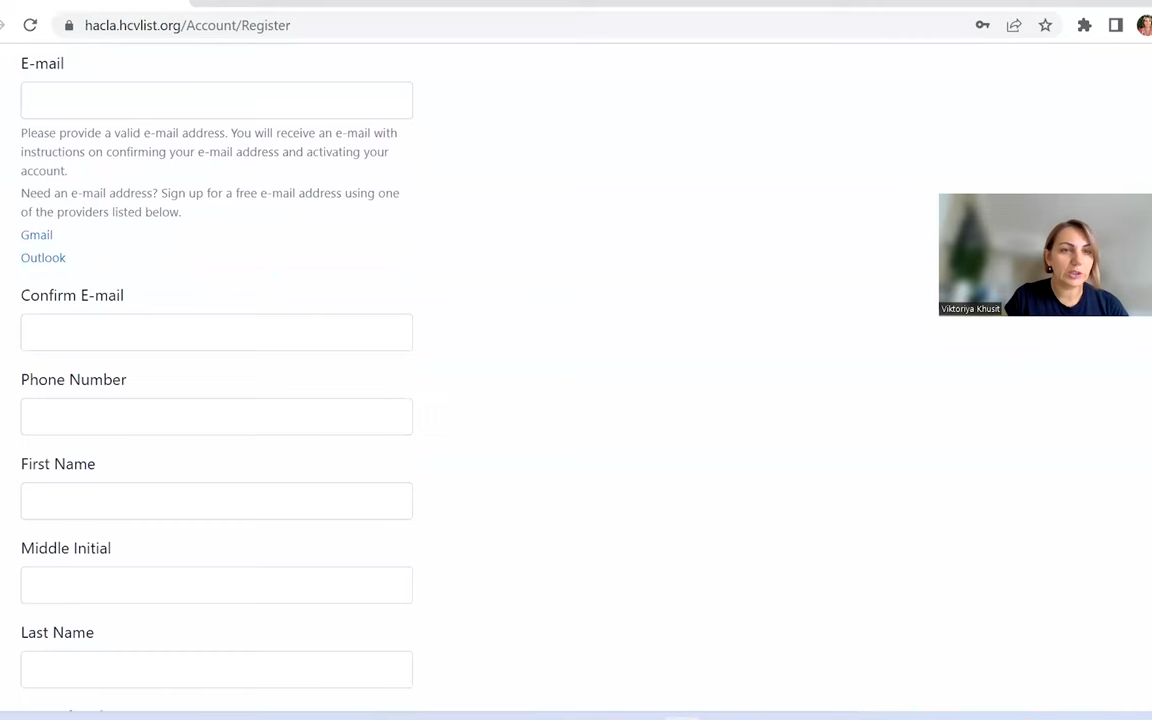 hacla.hcvlist.org/Account/Register
E-mail
Please provide a valid e-mail address. You will receive an e-mail with
instructions on confirming your e-mail address and activating your
account.
Need an e-mail address? Sign up for a free e-mail address using one
of the providers listed below.
Gmail
Outlook
Confirm E-mail
Phone Number
First Name
Middle Initial
Last Name
Viktoriya Khusit